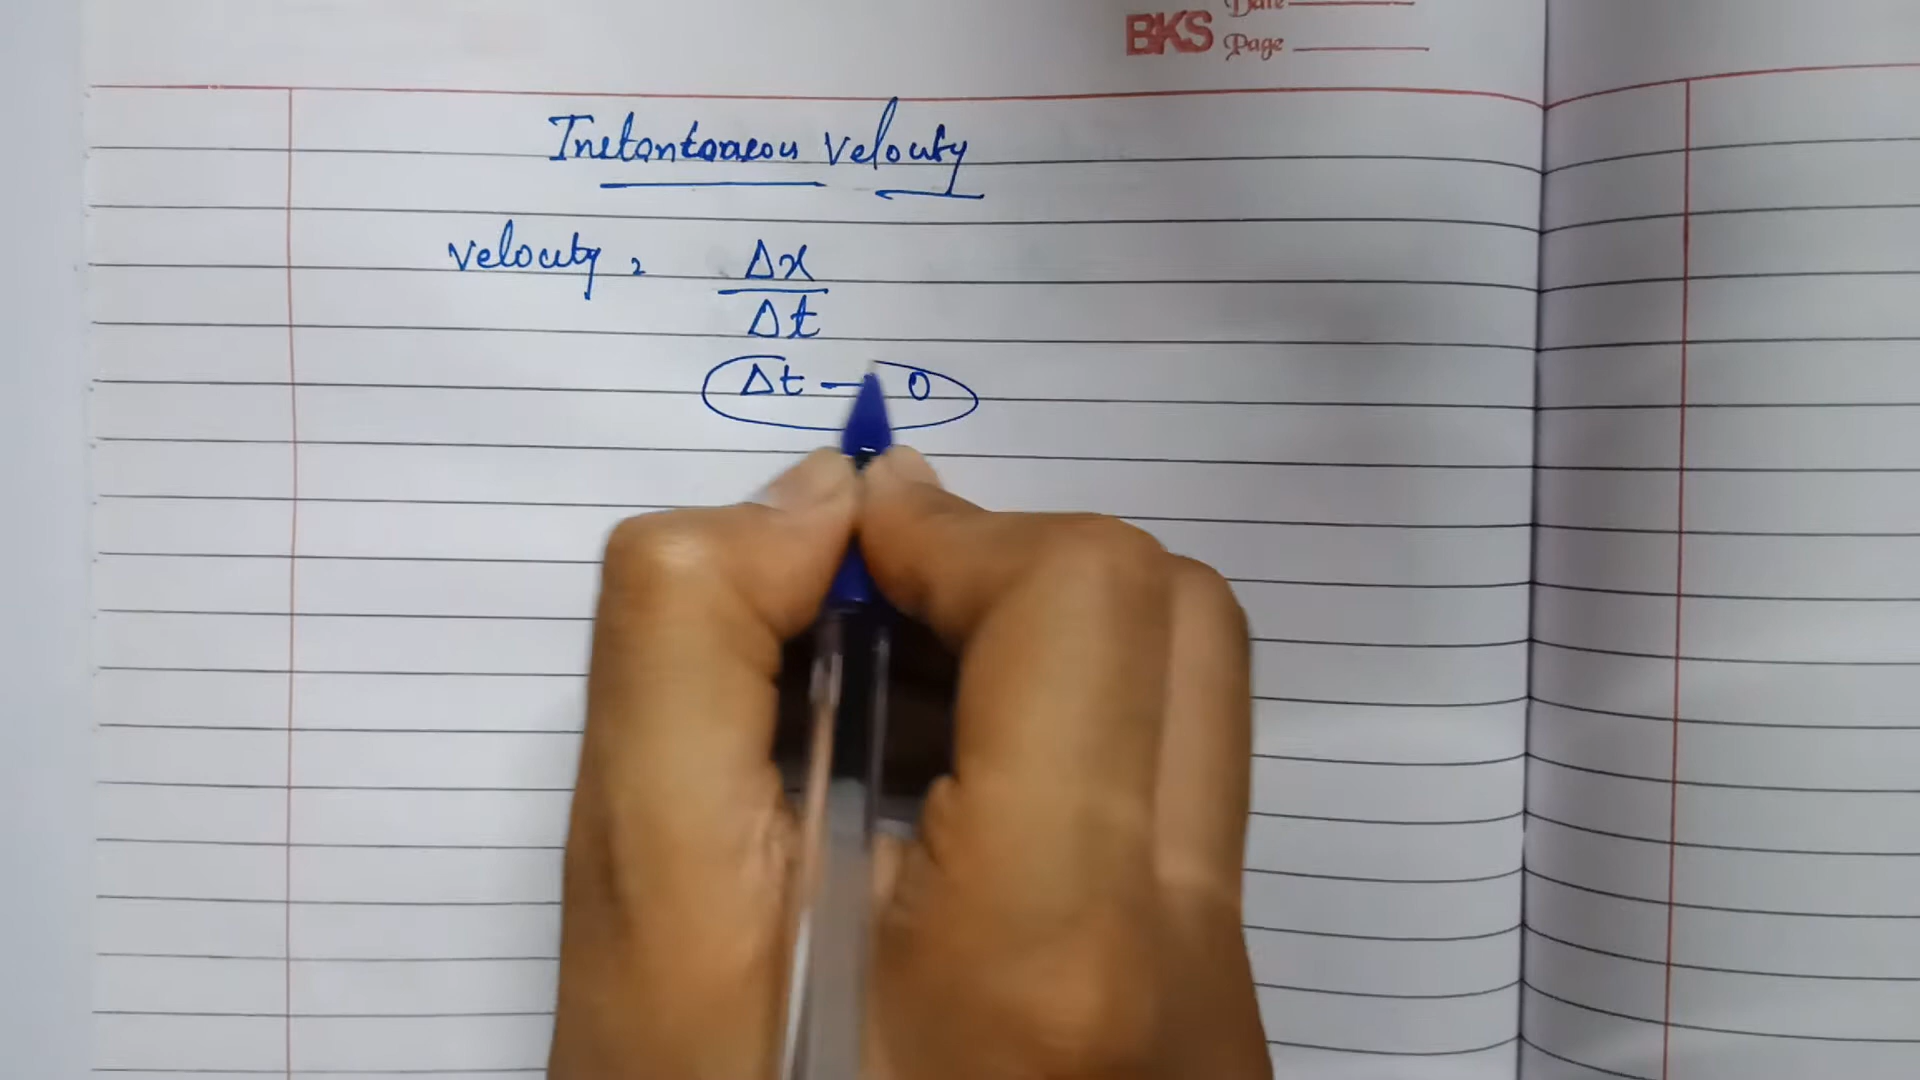 BKS Date
Page
Instantaneous Velocity
velocity = Δx
Δt
Δt → 0